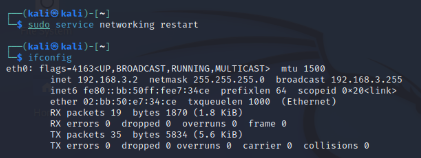 ┌──(kali㉿kali)-[~]
└─$ sudo service networking restart
┌──(kali㉿kali)-[~]
└─$ ifconfig
eth0: flags=4163<UP,BROADCAST,RUNNING,MULTICAST>  mtu 1500
        inet 192.168.3.2  netmask 255.255.255.0  broadcast 192.168.3.255
        inet6 fe80::bb:50ff:fee7:34ce  prefixlen 64  scopeid 0×20<link>
        ether 02:bb:50:e7:34:ce  txqueuelen 1000  (Ethernet)
        RX packets 19  bytes 1870 (1.8 KiB)
        RX errors 0  dropped 0  overruns 0  frame 0
        TX packets 35  bytes 5834 (5.6 KiB)
        TX errors 0  dropped 0 overruns 0  carrier 0  collisions 0